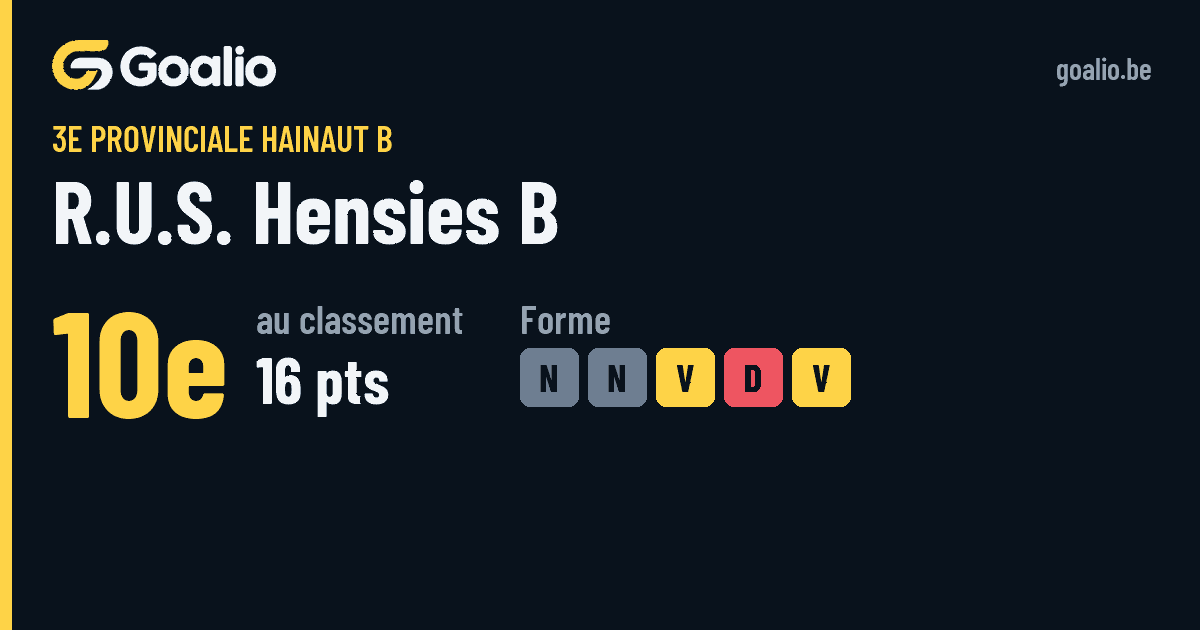 Goalio
goalio.be
3E PROVINCIALE HAINAUT B
R.U.S. Hensies B
10e
au classement
16 pts
Forme
N N V D V